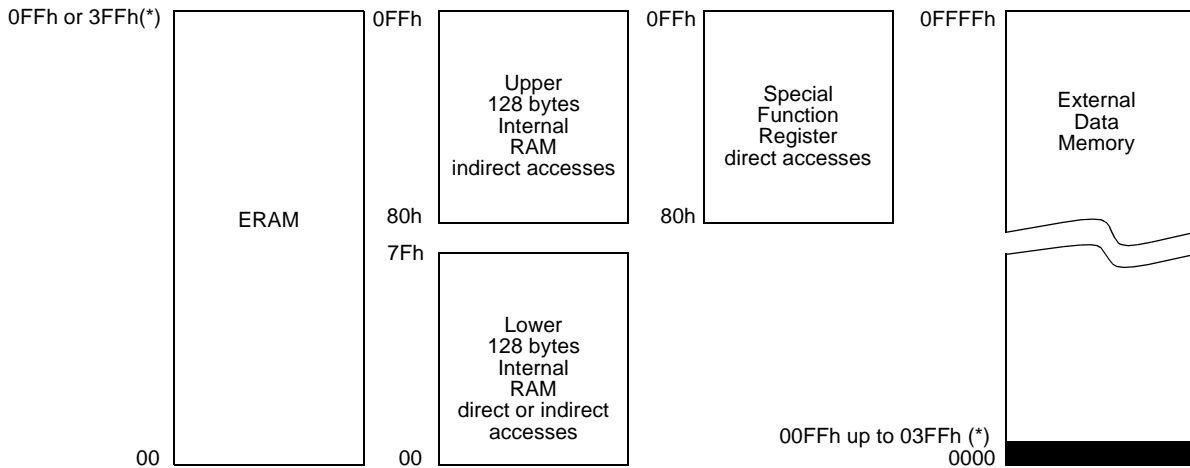 0FFh or 3FFh(*)
ERAM
00
0FFh
Upper
128 bytes
Internal
RAM
indirect accesses
80h
7Fh
Lower
128 bytes
Internal
RAM
direct or indirect
accesses
00
0FFh
Special
Function
Register
direct accesses
80h
0FFFFh
External
Data
Memory
00FFh up to 03FFh (*)
0000